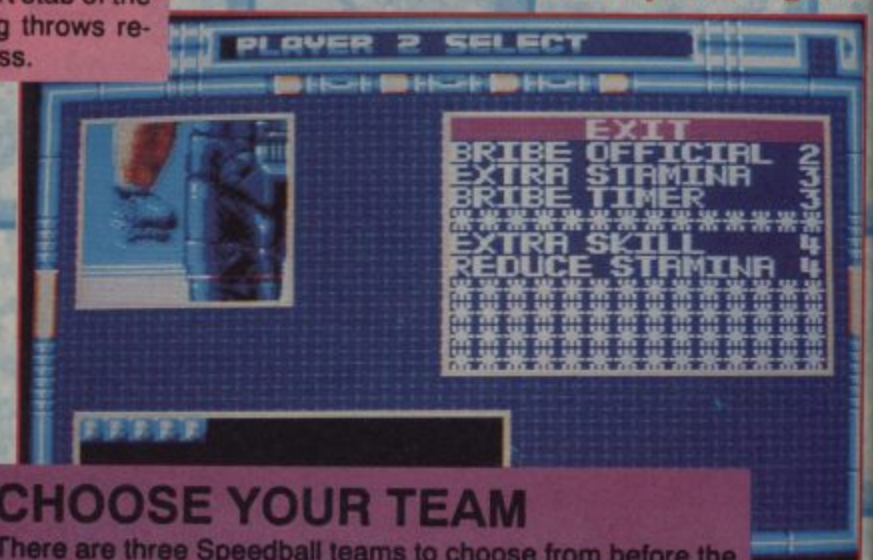 g throws re-
ss.
PLAYER 2 SELECT
EXIT
BRIBE OFFICIAL 2
EXTRA STAMINA 3
BRIBE TIMER 3
******************
EXTRA SKILL 4
REDUCE STAMINA 4
CHOOSE YOUR TEAM
There are three Speedball teams to choose from before the